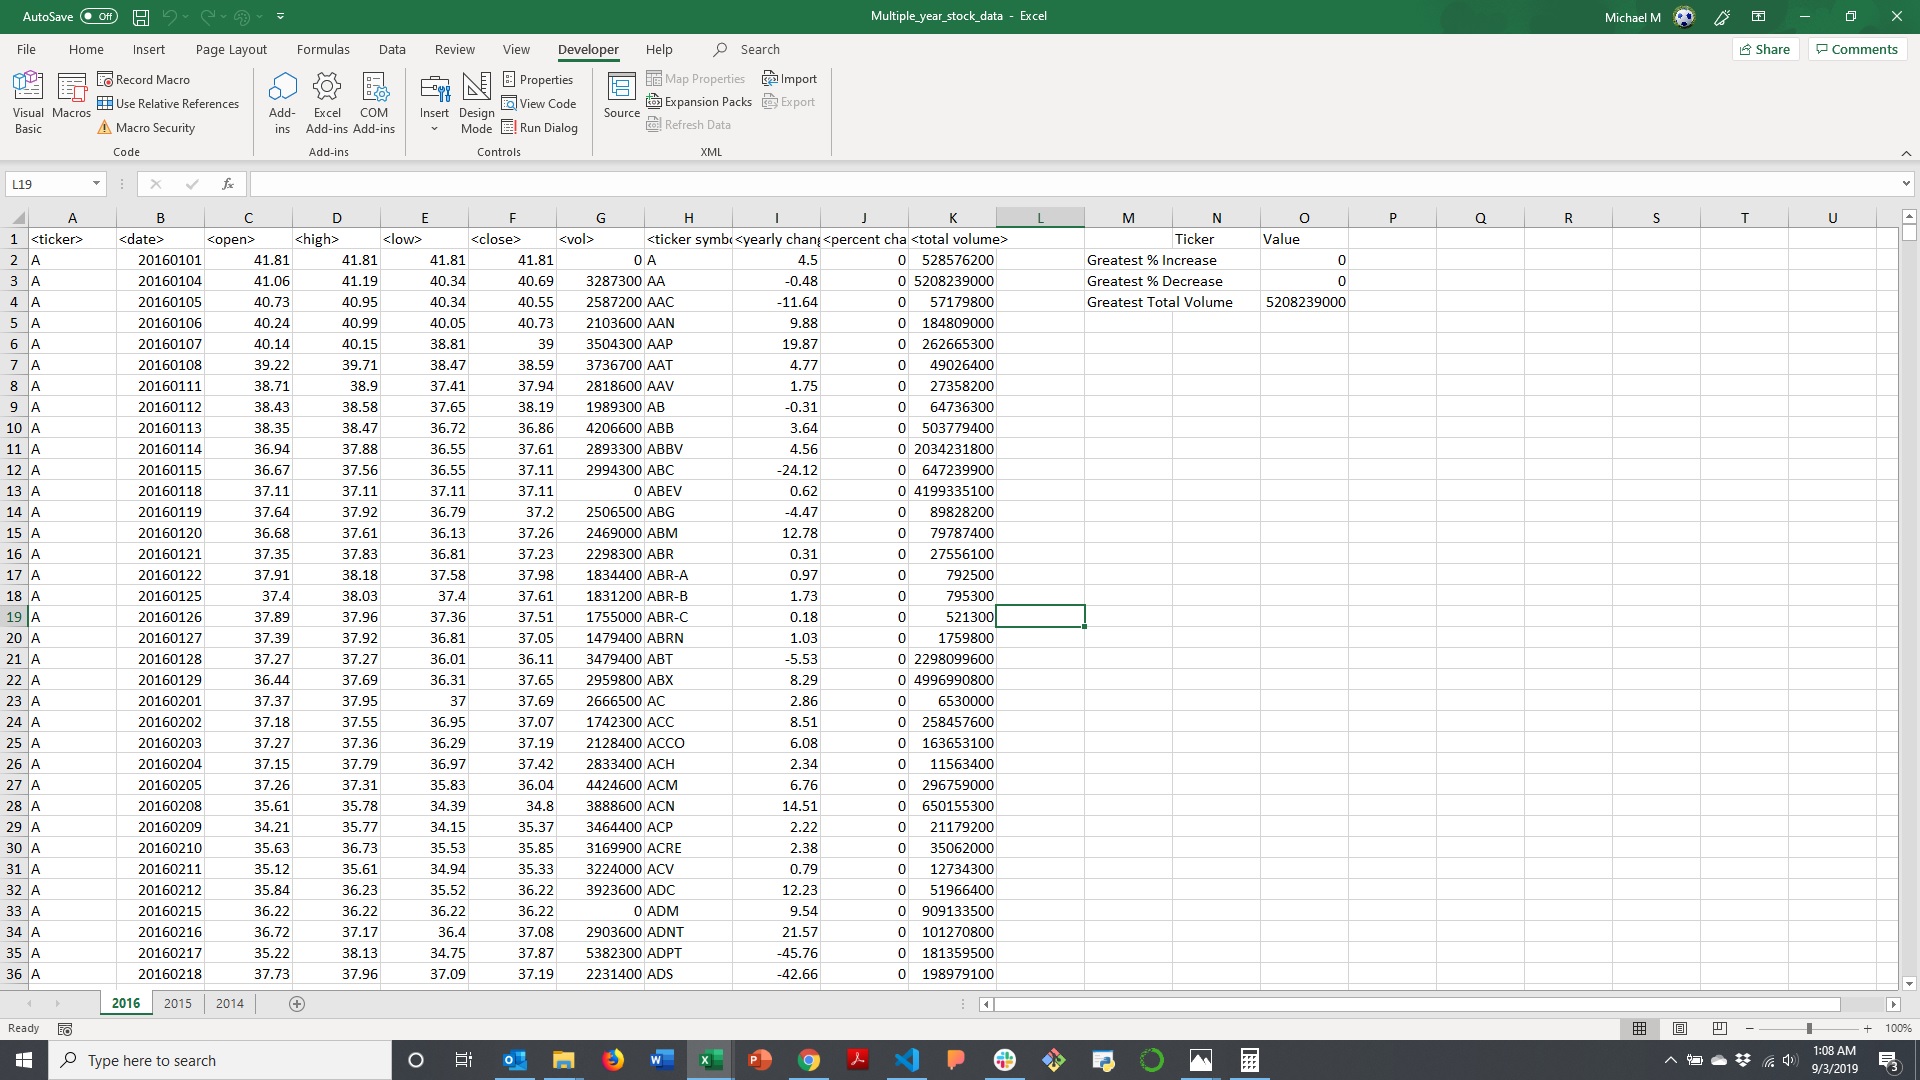 AutoSave Off
Multiple_year_stock_data - Excel
Michael M
File Home Insert Page Layout Formulas Data Review View Developer Help Search
Share Comments
Visual Basic
Macros
Record Macro
Use Relative References
Macro Security
Code
Add-ins
Excel Add-ins
COM Add-ins
Add-ins
Insert
Design Mode
Properties
View Code
Run Dialog
Controls
Source
Map Properties
Expansion Packs
Refresh Data
Import
Export
XML
L19
fx
A B C D E F G H I J K L M N O P Q R S T U
1 <ticker> <date> <open> <high> <low> <close> <vol> <ticker symb <yearly chang <percent cha <total volume> Ticker Value
2 A 20160101 41.81 41.81 41.81 41.81 0 A 4.5 0 528576200 Greatest % Increase 0
3 A 20160104 41.06 41.19 40.34 40.69 3287300 AA -0.48 0 5208239000 Greatest % Decrease 0
4 A 20160105 40.73 40.95 40.34 40.55 2587200 AAC -11.64 0 57179800 Greatest Total Volume 5208239000
5 A 20160106 40.24 40.99 40.05 40.73 2103600 AAN 9.88 0 184809000
6 A 20160107 40.14 40.15 38.81 39 3504300 AAP 19.87 0 262665300
7 A 20160108 39.22 39.71 38.47 38.59 3736700 AAT 4.77 0 49026400
8 A 20160111 38.71 38.9 37.41 37.94 2818600 AAV 1.75 0 27358200
9 A 20160112 38.43 38.58 37.65 38.19 1989300 AB -0.31 0 64736300
10 A 20160113 38.35 38.47 36.72 36.86 4206600 ABB 3.64 0 503779400
11 A 20160114 36.94 37.88 36.55 37.61 2893300 ABBV 4.56 0 2034231800
12 A 20160115 36.67 37.56 36.55 37.11 2994300 ABC -24.12 0 647239900
13 A 20160118 37.11 37.11 37.11 37.11 0 ABEV 0.62 0 4199335100
14 A 20160119 37.64 37.92 36.79 37.2 2506500 ABG -4.47 0 89828200
15 A 20160120 36.68 37.61 36.13 37.26 2469000 ABM 12.78 0 79787400
16 A 20160121 37.35 37.83 36.81 37.23 2298300 ABR 0.31 0 27556100
17 A 20160122 37.91 38.18 37.58 37.98 1834400 ABR-A 0.97 0 792500
18 A 20160125 37.4 38.03 37.4 37.61 1831200 ABR-B 1.73 0 795300
19 A 20160126 37.89 37.96 37.36 37.51 1755000 ABR-C 0.18 0 521300
20 A 20160127 37.39 37.92 36.81 37.05 1479400 ABRN 1.03 0 1759800
21 A 20160128 37.27 37.27 36.01 36.11 3479400 ABT -5.53 0 2298099600
22 A 20160129 36.44 37.69 36.31 37.65 2959800 ABX 8.29 0 4996990800
23 A 20160201 37.37 37.95 37 37.69 2666500 AC 2.86 0 6530000
24 A 20160202 37.18 37.55 36.95 37.07 1742300 ACC 8.51 0 258457600
25 A 20160203 37.27 37.36 36.29 37.19 2128400 ACCO 6.08 0 163653100
26 A 20160204 37.15 37.79 36.97 37.42 2833400 ACH 2.34 0 11563400
27 A 20160205 37.26 37.31 35.83 36.04 4424600 ACM 6.76 0 296759000
28 A 20160208 35.61 35.78 34.39 34.8 3888600 ACN 14.51 0 650155300
29 A 20160209 34.21 35.77 34.15 35.37 3464400 ACP 2.22 0 21179200
30 A 20160210 35.63 36.73 35.53 35.85 3169900 ACRE 2.38 0 35062000
31 A 20160211 35.12 35.61 34.94 35.33 3224000 ACV 0.79 0 12734300
32 A 20160212 35.84 36.23 35.52 36.22 3923600 ADC 12.23 0 51966400
33 A 20160215 36.22 36.22 36.22 36.22 0 ADM 9.54 0 909133500
34 A 20160216 36.72 37.17 36.4 37.08 2903600 ADNT 21.57 0 101270800
35 A 20160217 35.22 38.13 34.75 37.87 5382300 ADPT -45.76 0 181359500
36 A 20160218 37.73 37.96 37.09 37.19 2231400 ADS -42.66 0 198979100
2016 2015 2014
Ready
100%
Type here to search
1:08 AM
9/3/2019
3